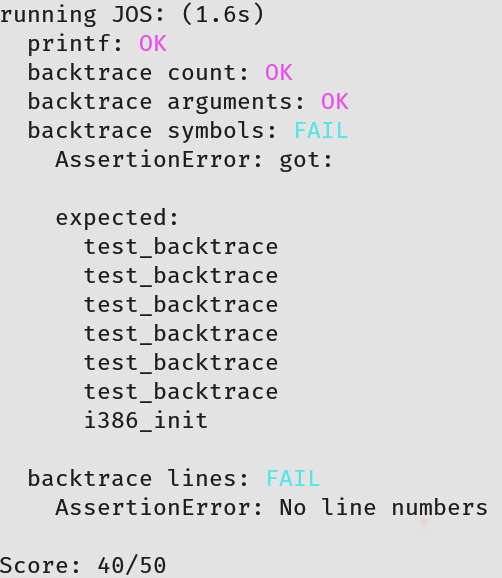 running JOS: (1.6s)
  printf: OK
  backtrace count: OK
  backtrace arguments: OK
  backtrace symbols: FAIL
    AssertionError: got:

    expected:
      test_backtrace
      test_backtrace
      test_backtrace
      test_backtrace
      test_backtrace
      test_backtrace
      i386_init

  backtrace lines: FAIL
    AssertionError: No line numbers

Score: 40/50